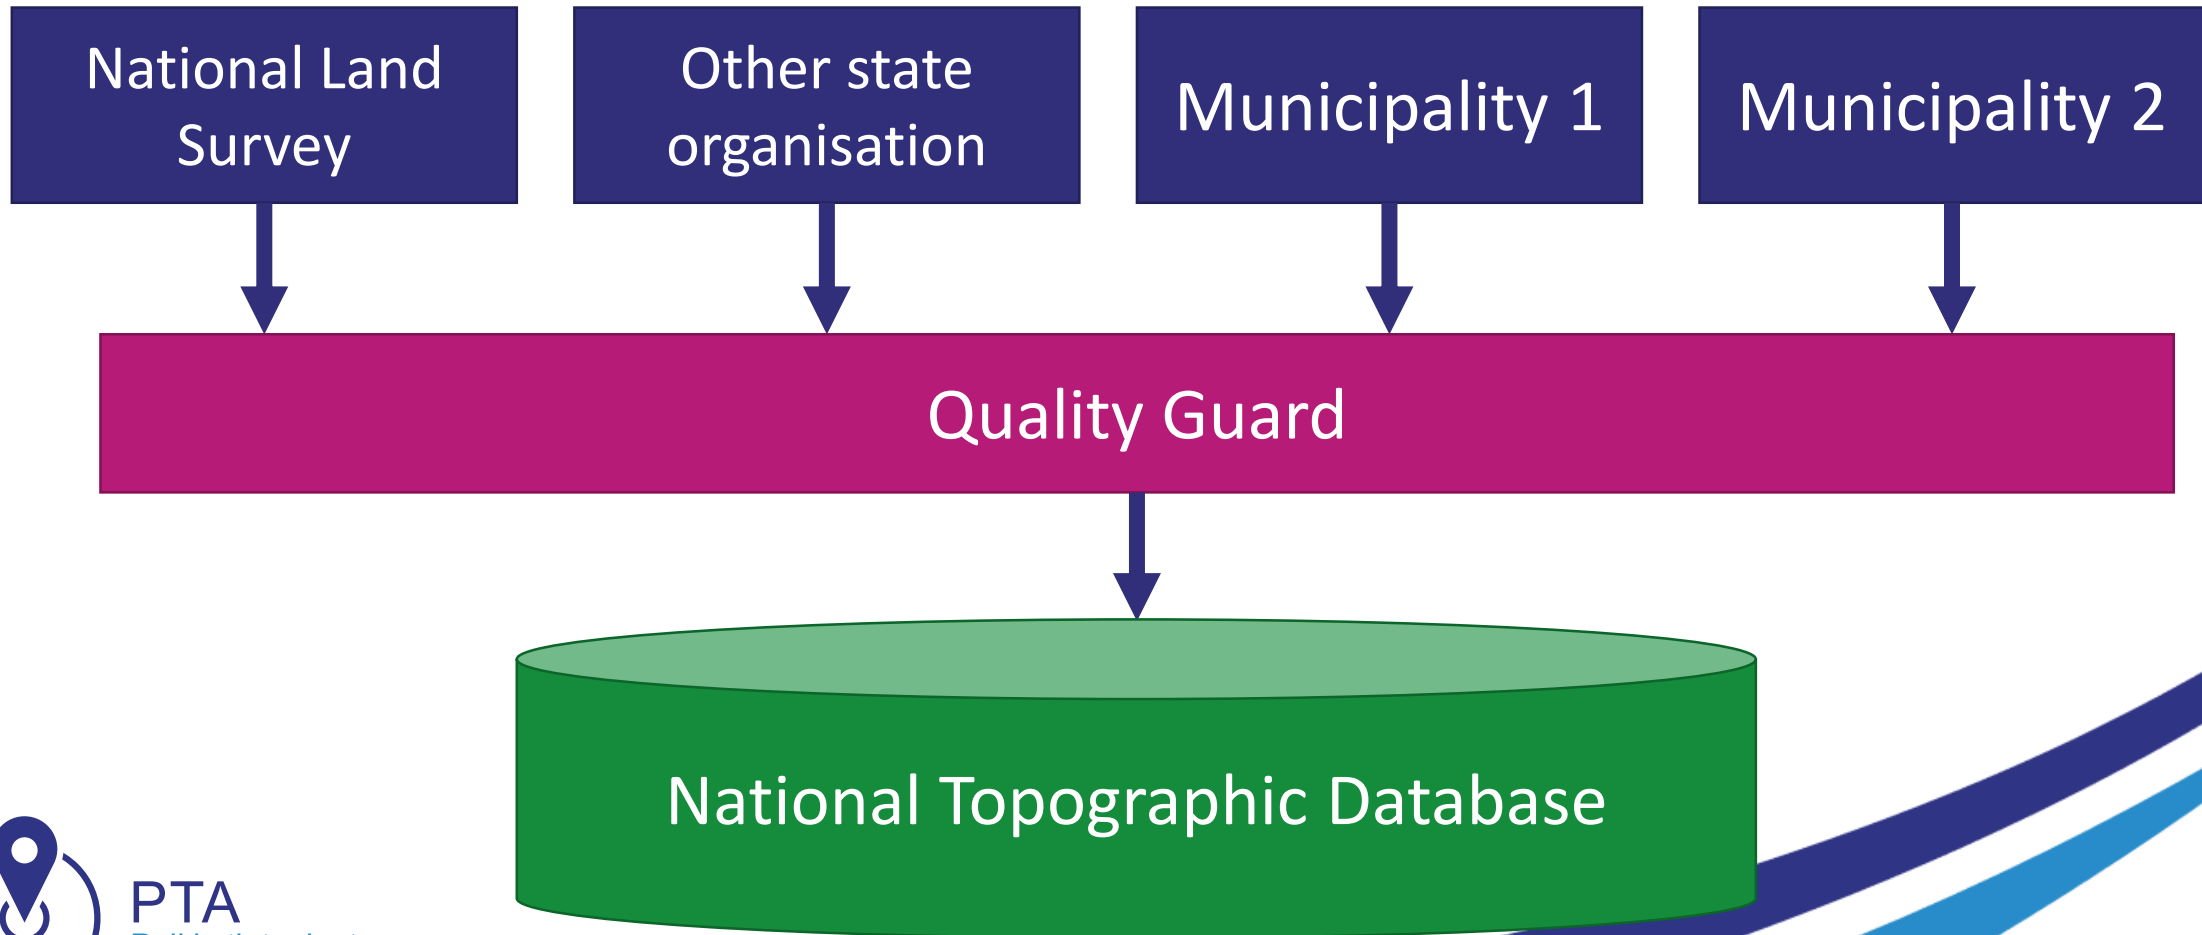 National Land
Survey
Other state
organisation
Municipality 1
Municipality 2
Quality Guard
National Topographic Database
PTA